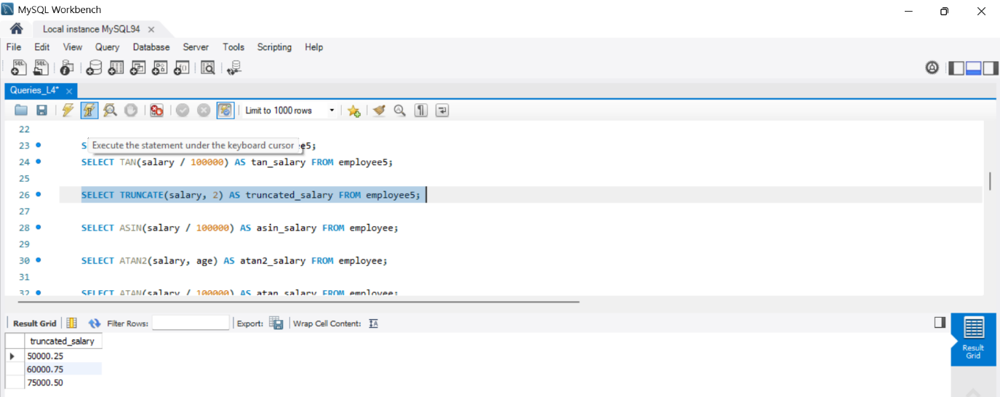 MySQL Workbench
Local instance MySQL94
File Edit View Query Database Server Tools Scripting Help
Queries_L4*
Limit to 1000 rows
22
23 S e5;
Execute the statement under the keyboard cursor
24 SELECT TAN(salary / 100000) AS tan_salary FROM employee5;
25
26 SELECT TRUNCATE(salary, 2) AS truncated_salary FROM employee5;
27
28 SELECT ASIN(salary / 100000) AS asin_salary FROM employee;
29
30 SELECT ATAN2(salary, age) AS atan2_salary FROM employee;
31
32 SELECT ATAN(salary / 100000) AS atan_salary FROM employee;
Result Grid Filter Rows: Export: Wrap Cell Content:
truncated_salary
50000.25
60000.75
75000.50
Result
Grid